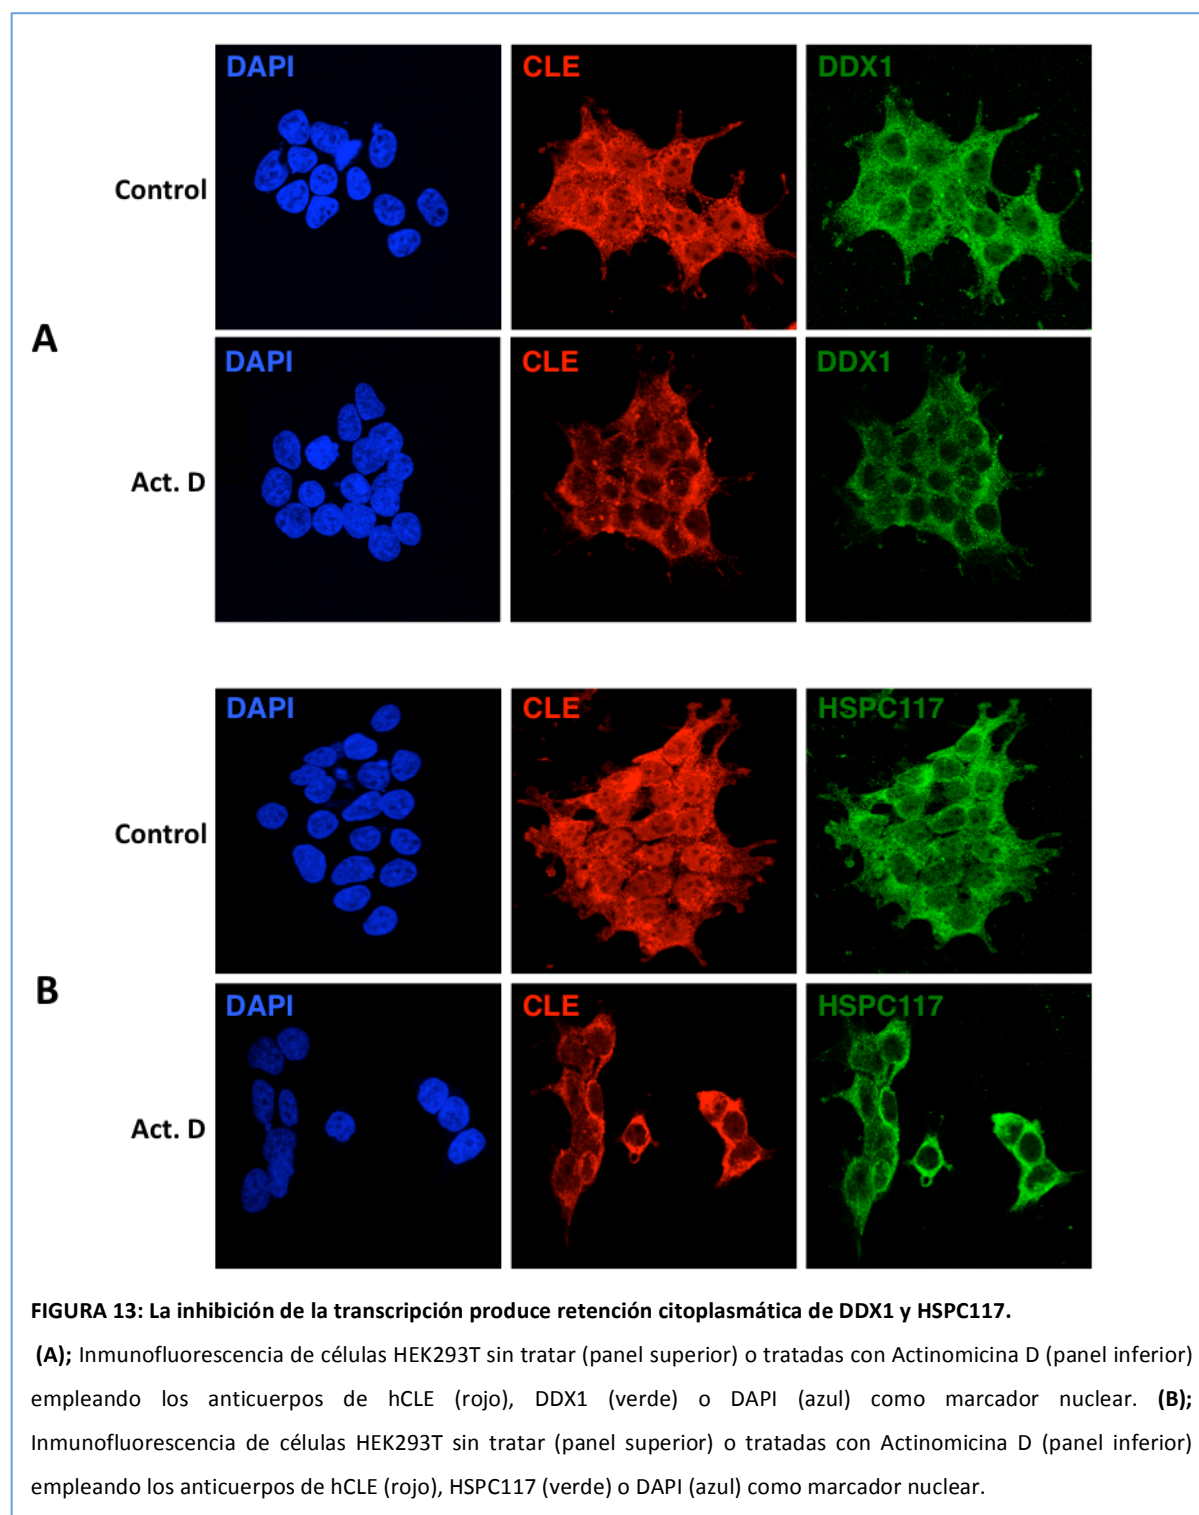 DAPI CLE DDX1
Control
A
DAPI CLE DDX1
Act. D
DAPI CLE HSPC117
Control
B
DAPI CLE HSPC117
Act. D
FIGURA 13: La inhibición de la transcripción produce retención citoplasmática de DDX1 y HSPC117.
(A); Inmunofluorescencia de células HEK293T sin tratar (panel superior) o tratadas con Actinomicina D (panel inferior)
empleando los anticuerpos de hCLE (rojo), DDX1 (verde) o DAPI (azul) como marcador nuclear. (B);
Inmunofluorescencia de células HEK293T sin tratar (panel superior) o tratadas con Actinomicina D (panel inferior)
empleando los anticuerpos de hCLE (rojo), HSPC117 (verde) o DAPI (azul) como marcador nuclear.